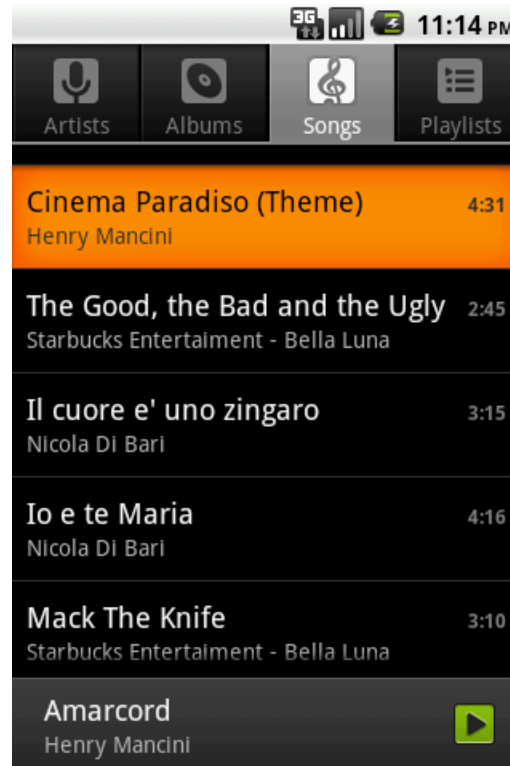 3G 11:14 PM
Artists Albums Songs Playlists
Cinema Paradiso (Theme) 4:31
Henry Mancini
The Good, the Bad and the Ugly 2:45
Starbucks Entertaiment - Bella Luna
Il cuore e' uno zingaro 3:15
Nicola Di Bari
Io e te Maria 4:16
Nicola Di Bari
Mack The Knife 3:10
Starbucks Entertaiment - Bella Luna
Amarcord
Henry Mancini